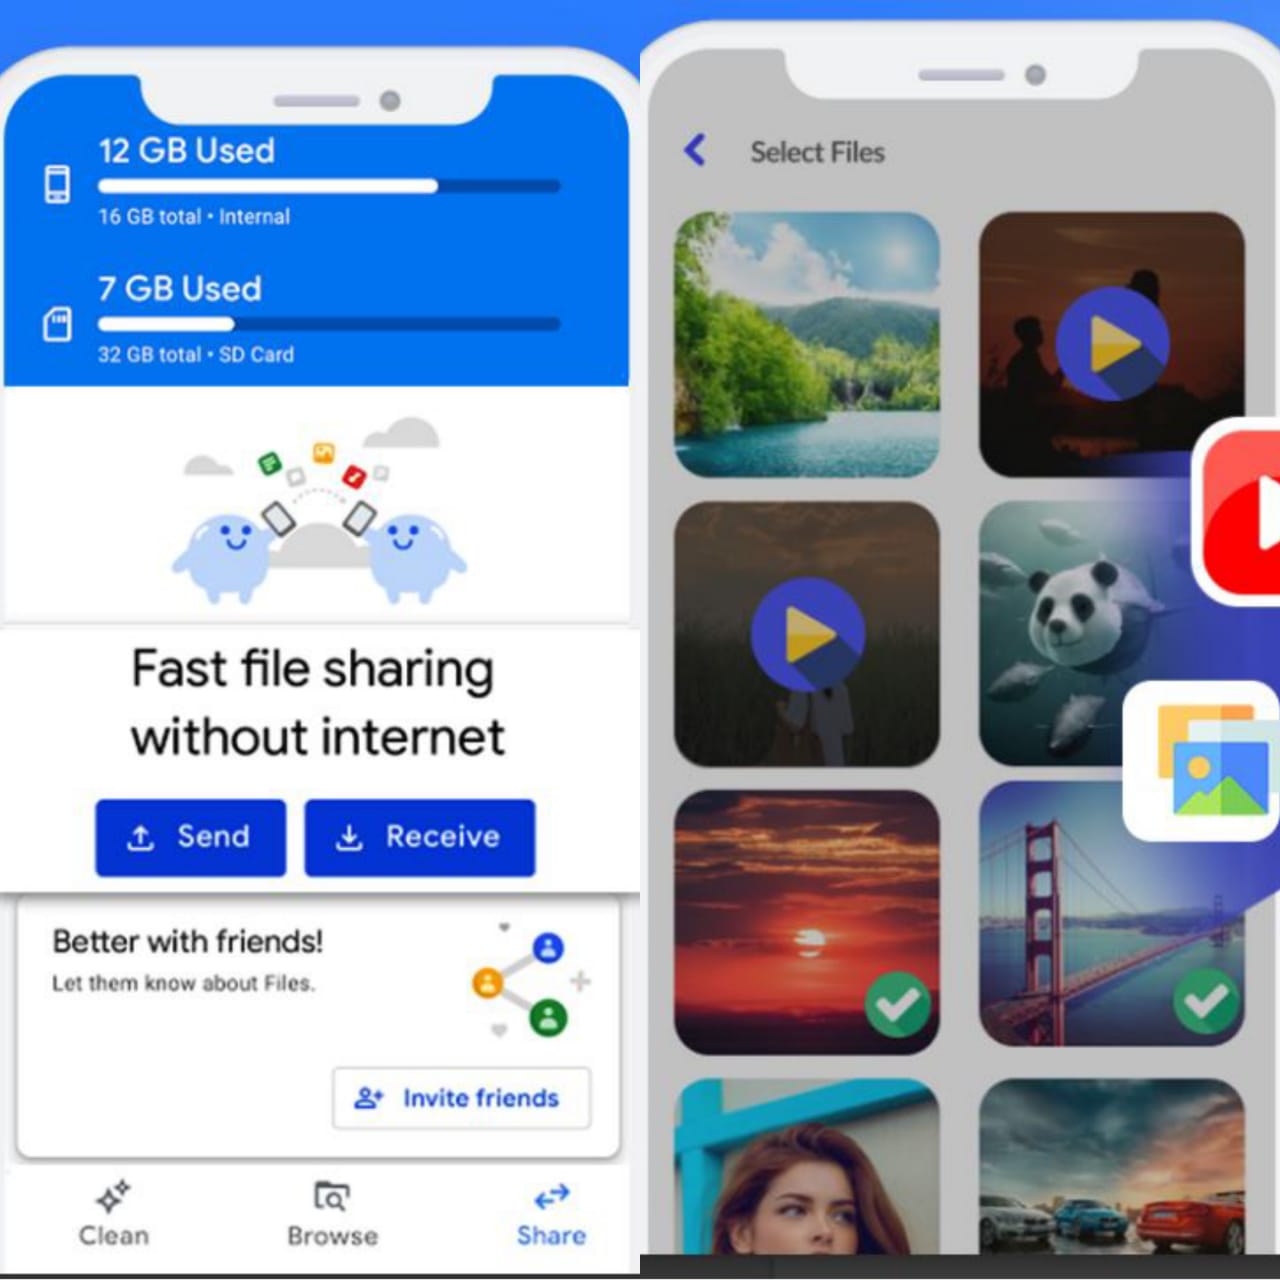 12 GB Used
16 GB total • Internal
7 GB Used
32 GB total • SD Card
Fast file sharing
without internet
Send
Receive
Better with friends!
Let them know about Files.
Invite friends
Clean
Browse
Share
Select Files